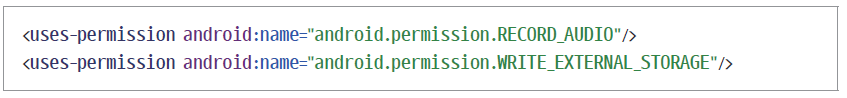 <uses-permission android:name="android.permission.RECORD_AUDIO"/>
<uses-permission android:name="android.permission.WRITE_EXTERNAL_STORAGE"/>